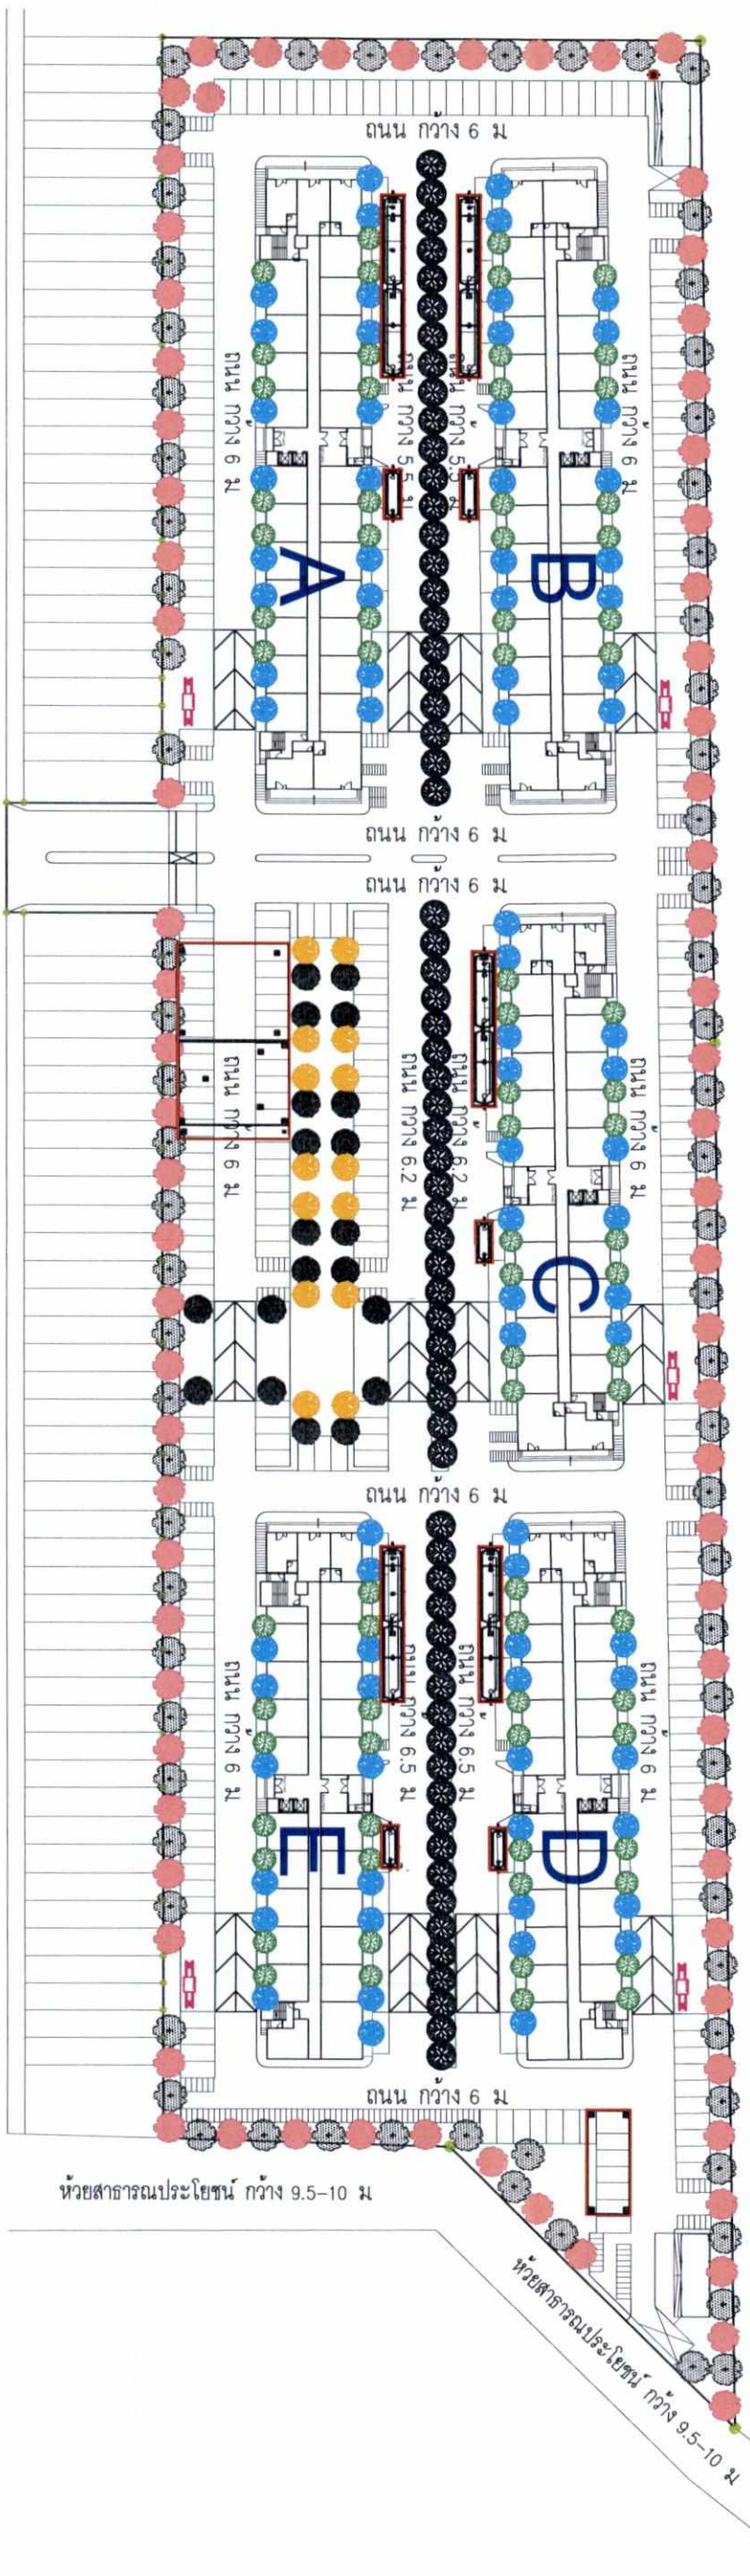 ถนน กว้าง 6 ม
ถนน กว้าง 6 ม
ถนน กว้าง 5.5 ม
ถนน กว้าง 5.5 ม
ถนน กว้าง 6 ม
A
B
ถนน กว้าง 6 ม
ถนน กว้าง 6 ม
ถนน กว้าง 6 ม
ถนน กว้าง 6.2 ม
ถนน กว้าง 6.2 ม
ถนน กว้าง 6 ม
C
ถนน กว้าง 6 ม
ถนน กว้าง 6 ม
ถนน กว้าง 6.5 ม
ถนน กว้าง 6.5 ม
ถนน กว้าง 6 ม
E
D
ถนน กว้าง 6 ม
ห้วยสาธารณประโยชน์ กว้าง 9.5-10 ม
ห้วยสาธารณประโยชน์ กว้าง 9.5-10 ม